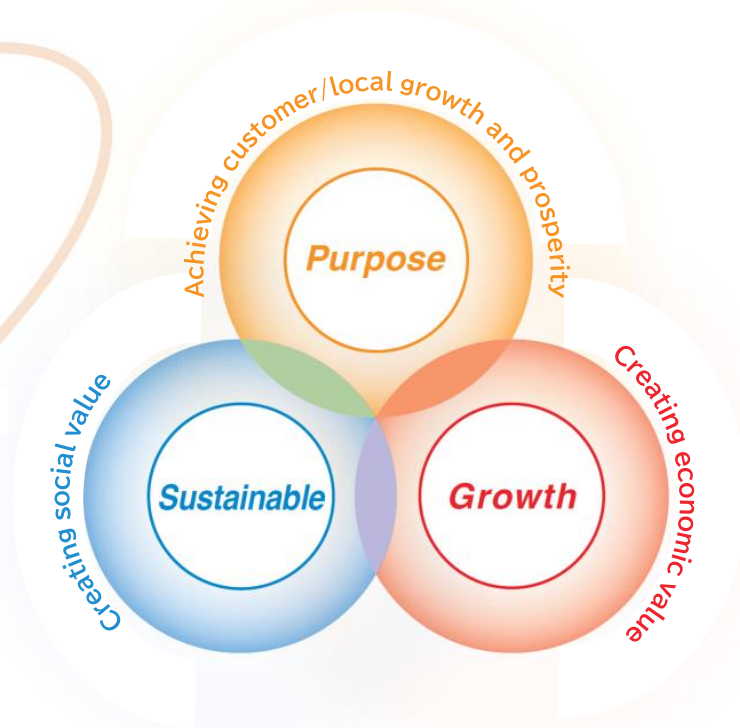 Achieving customer/local growth and prosperity
Purpose
Creating social value
Sustainable
Growth
Creating economic value